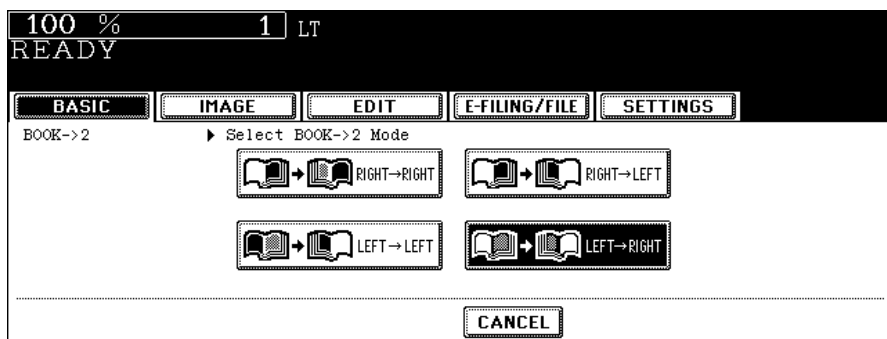 100 % 1 LT
READY
BASIC IMAGE EDIT E-FILING/FILE SETTINGS
BOOK->2 Select BOOK->2 Mode
RIGHT→RIGHT RIGHT→LEFT
LEFT→LEFT LEFT→RIGHT
CANCEL